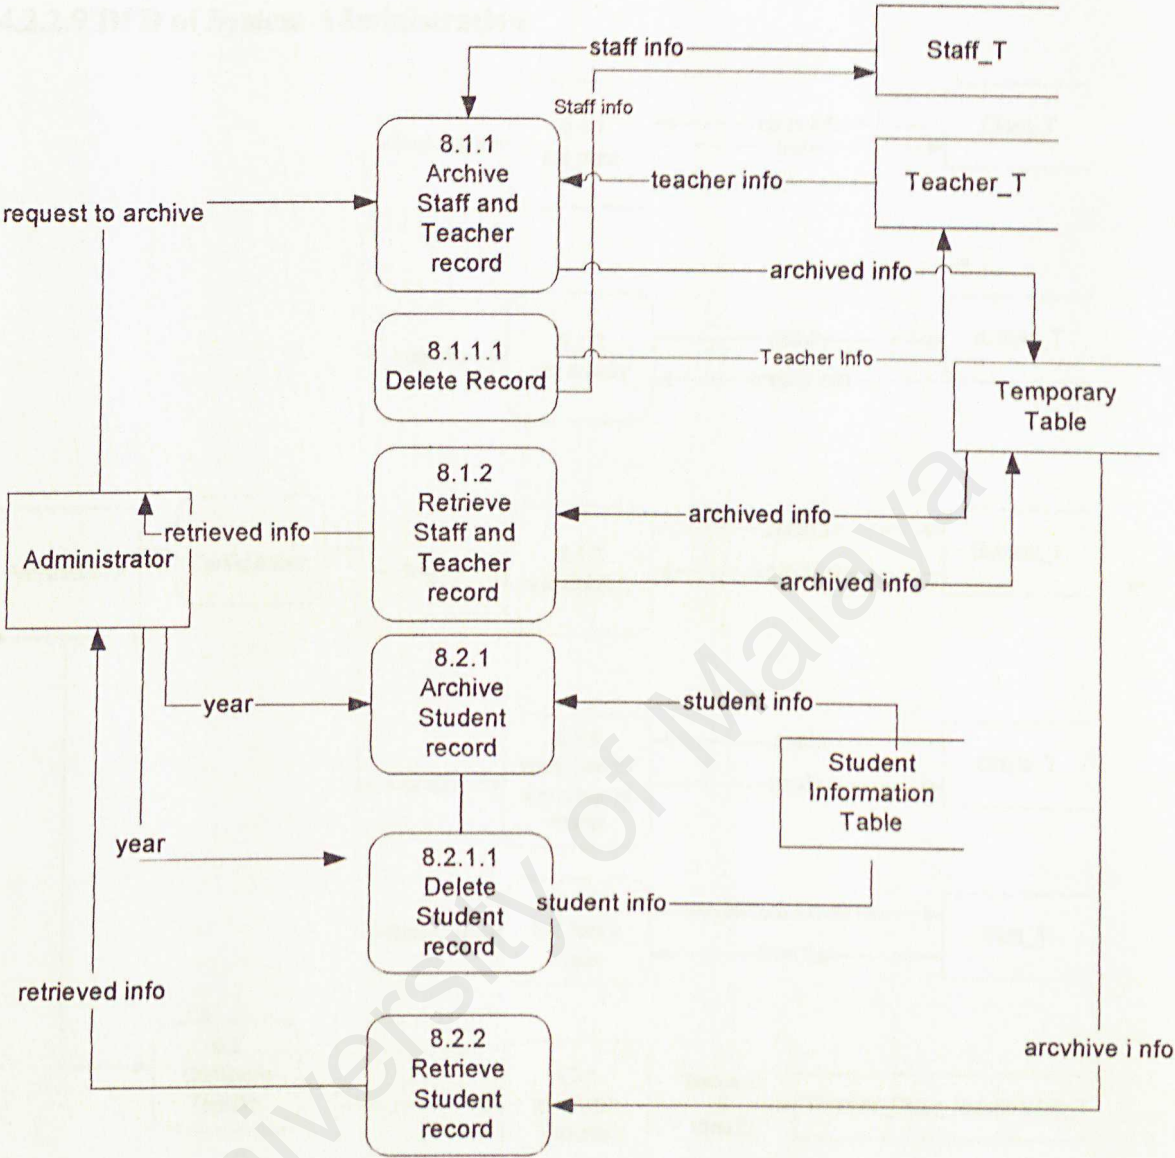 staff info
Staff_T
Staff info
8.1.1
Archive
Staff and
Teacher
record
teacher info
Teacher_T
request to archive
archived info
8.1.1.1
Delete Record
Teacher Info
Temporary
Table
8.1.2
Retrieve
Staff and
Teacher
record
retrieved info
archived info
Administrator
archived info
8.2.1
Archive
Student
record
year
student info
Student
Information
Table
year
8.2.1.1
Delete
Student
record
student info
retrieved info
8.2.2
Retrieve
Student
record
arcvhive i nfo
University of Malaya